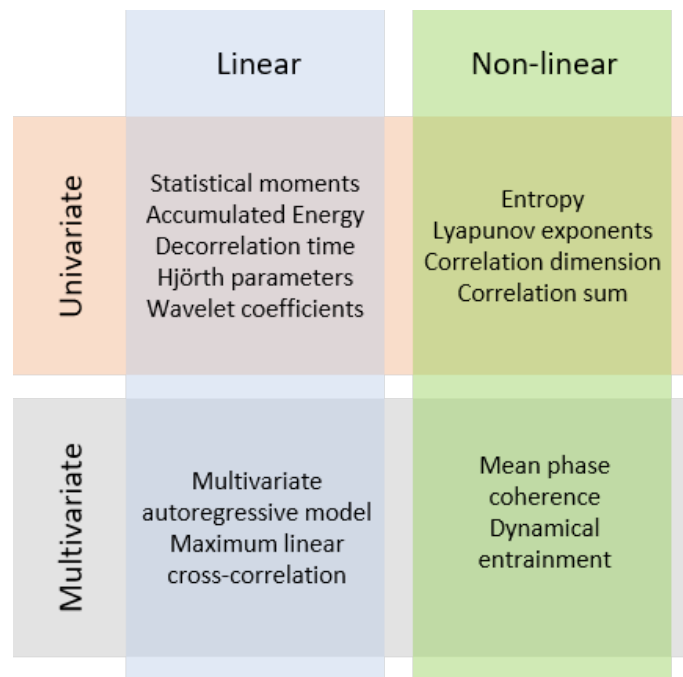 Linear
Non-linear
Univariate
Statistical moments
Accumulated Energy
Decorrelation time
Hjörth parameters
Wavelet coefficients
Entropy
Lyapunov exponents
Correlation dimension
Correlation sum
Multivariate
Multivariate
autoregressive model
Maximum linear
cross-correlation
Mean phase
coherence
Dynamical
entrainment